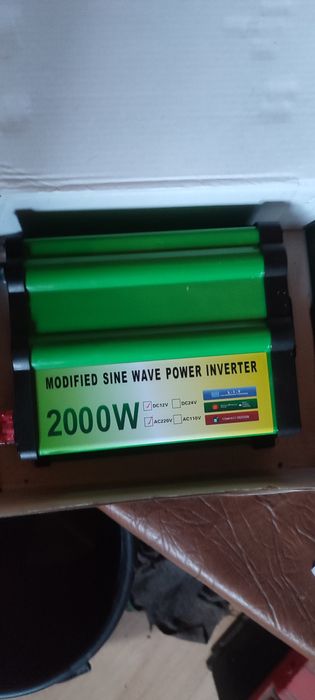 MODIFIED SINE WAVE POWER INVERTER
2000W
DC12V DC24V
AC220V AC110V